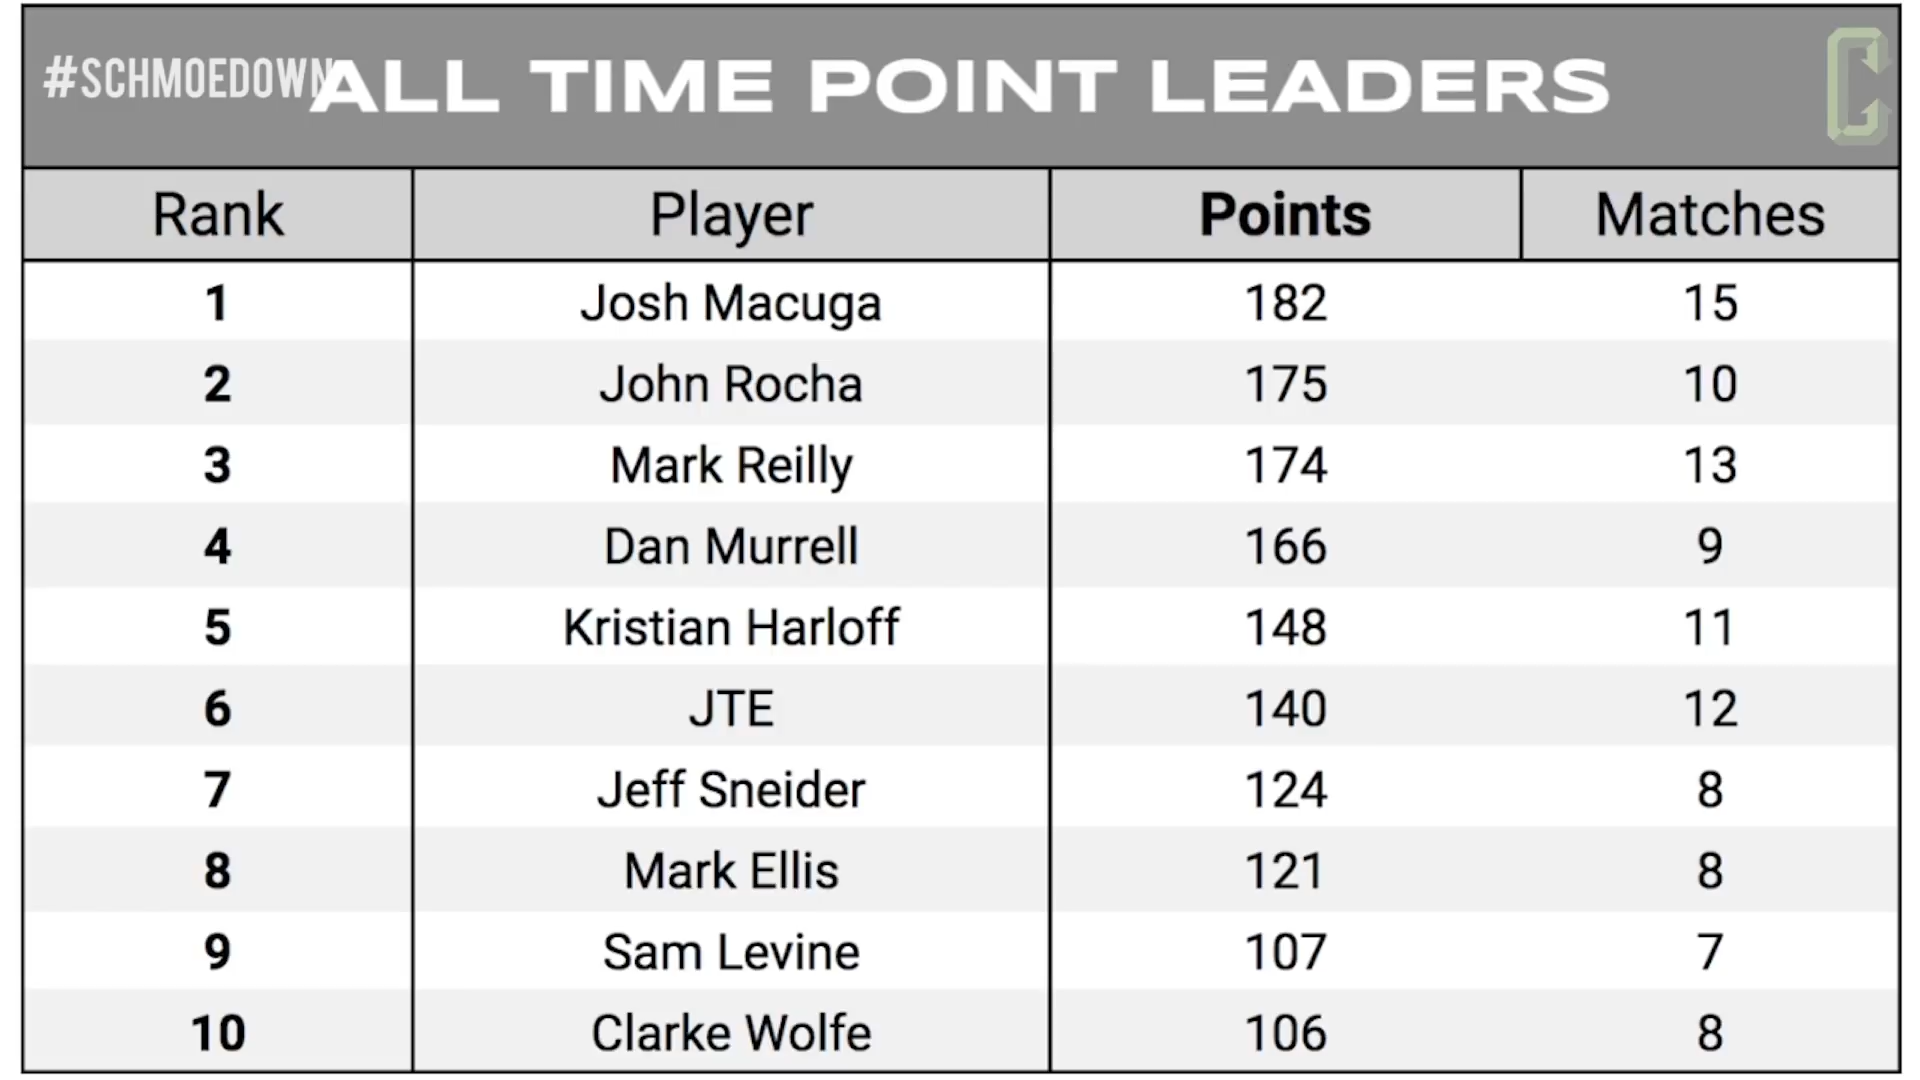 #SCHMOEDOWN ALL TIME POINT LEADERS
Rank Player Points Matches
1 Josh Macuga 182 15
2 John Rocha 175 10
3 Mark Reilly 174 13
4 Dan Murrell 166 9
5 Kristian Harloff 148 11
6 JTE 140 12
7 Jeff Sneider 124 8
8 Mark Ellis 121 8
9 Sam Levine 107 7
10 Clarke Wolfe 106 8